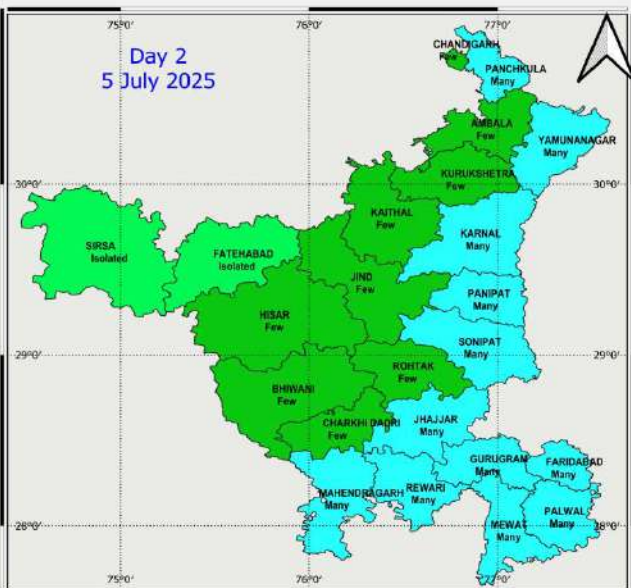 75°0'
76°0'
77°0'
Day 2
5 July 2025
CHANDIGARH
Few
PANCHKULA
Many
AMBALA
Few
YAMUNANAGAR
Many
30°0'
KURUKSHETRA
Few
30°0'
KAITHAL
Few
KARNAL
Many
SIRSA
Isolated
FATEHABAD
Isolated
JIND
Few
PANIPAT
Many
HISAR
Few
SONIPAT
Many
29°0'
29°0'
ROHTAK
Few
BHIWANI
Few
CHARKHI DADRI
Few
JHAJJAR
Many
GURUGRAM
Many
FARIDABAD
Many
MAHENDRAGARH
Many
REWARI
Many
PALWAL
Many
MEWAT
Many
28°0'
28°0'
75°0'
76°0'
77°0'